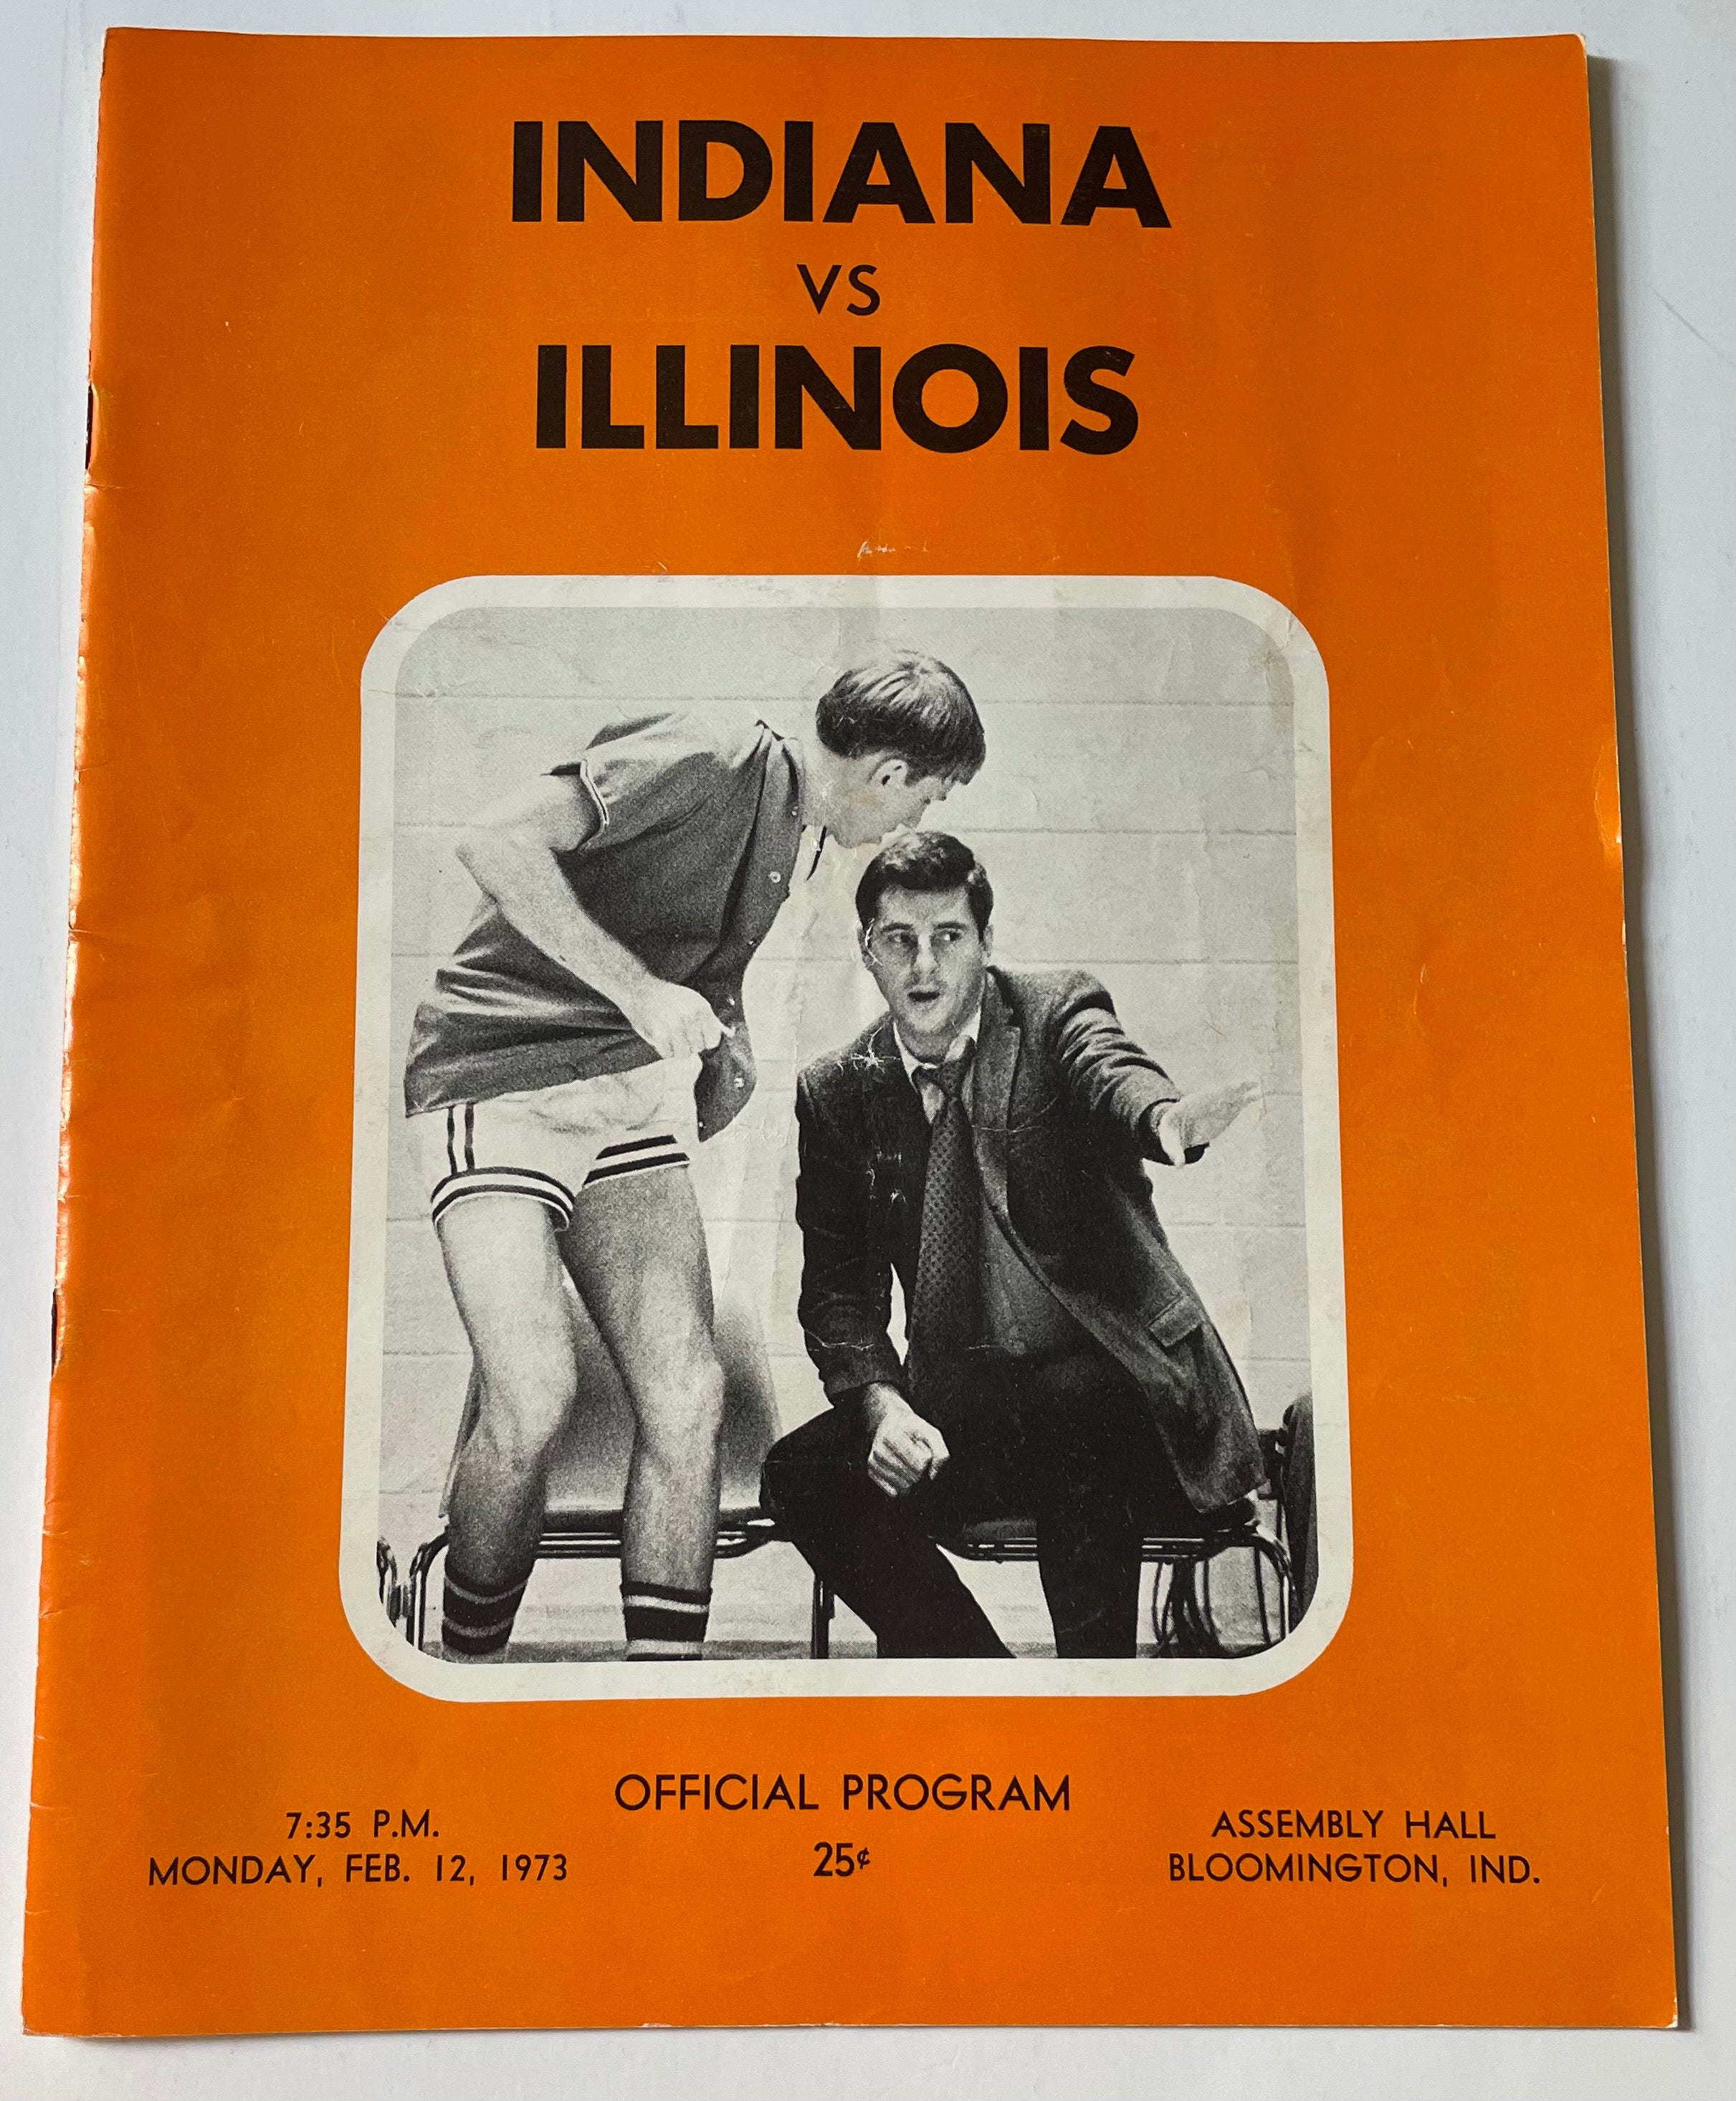 INDIANA
VS
ILLINOIS
OFFICIAL PROGRAM
25¢
7:35 P.M.
MONDAY, FEB. 12, 1973
ASSEMBLY HALL
BLOOMINGTON, IND.